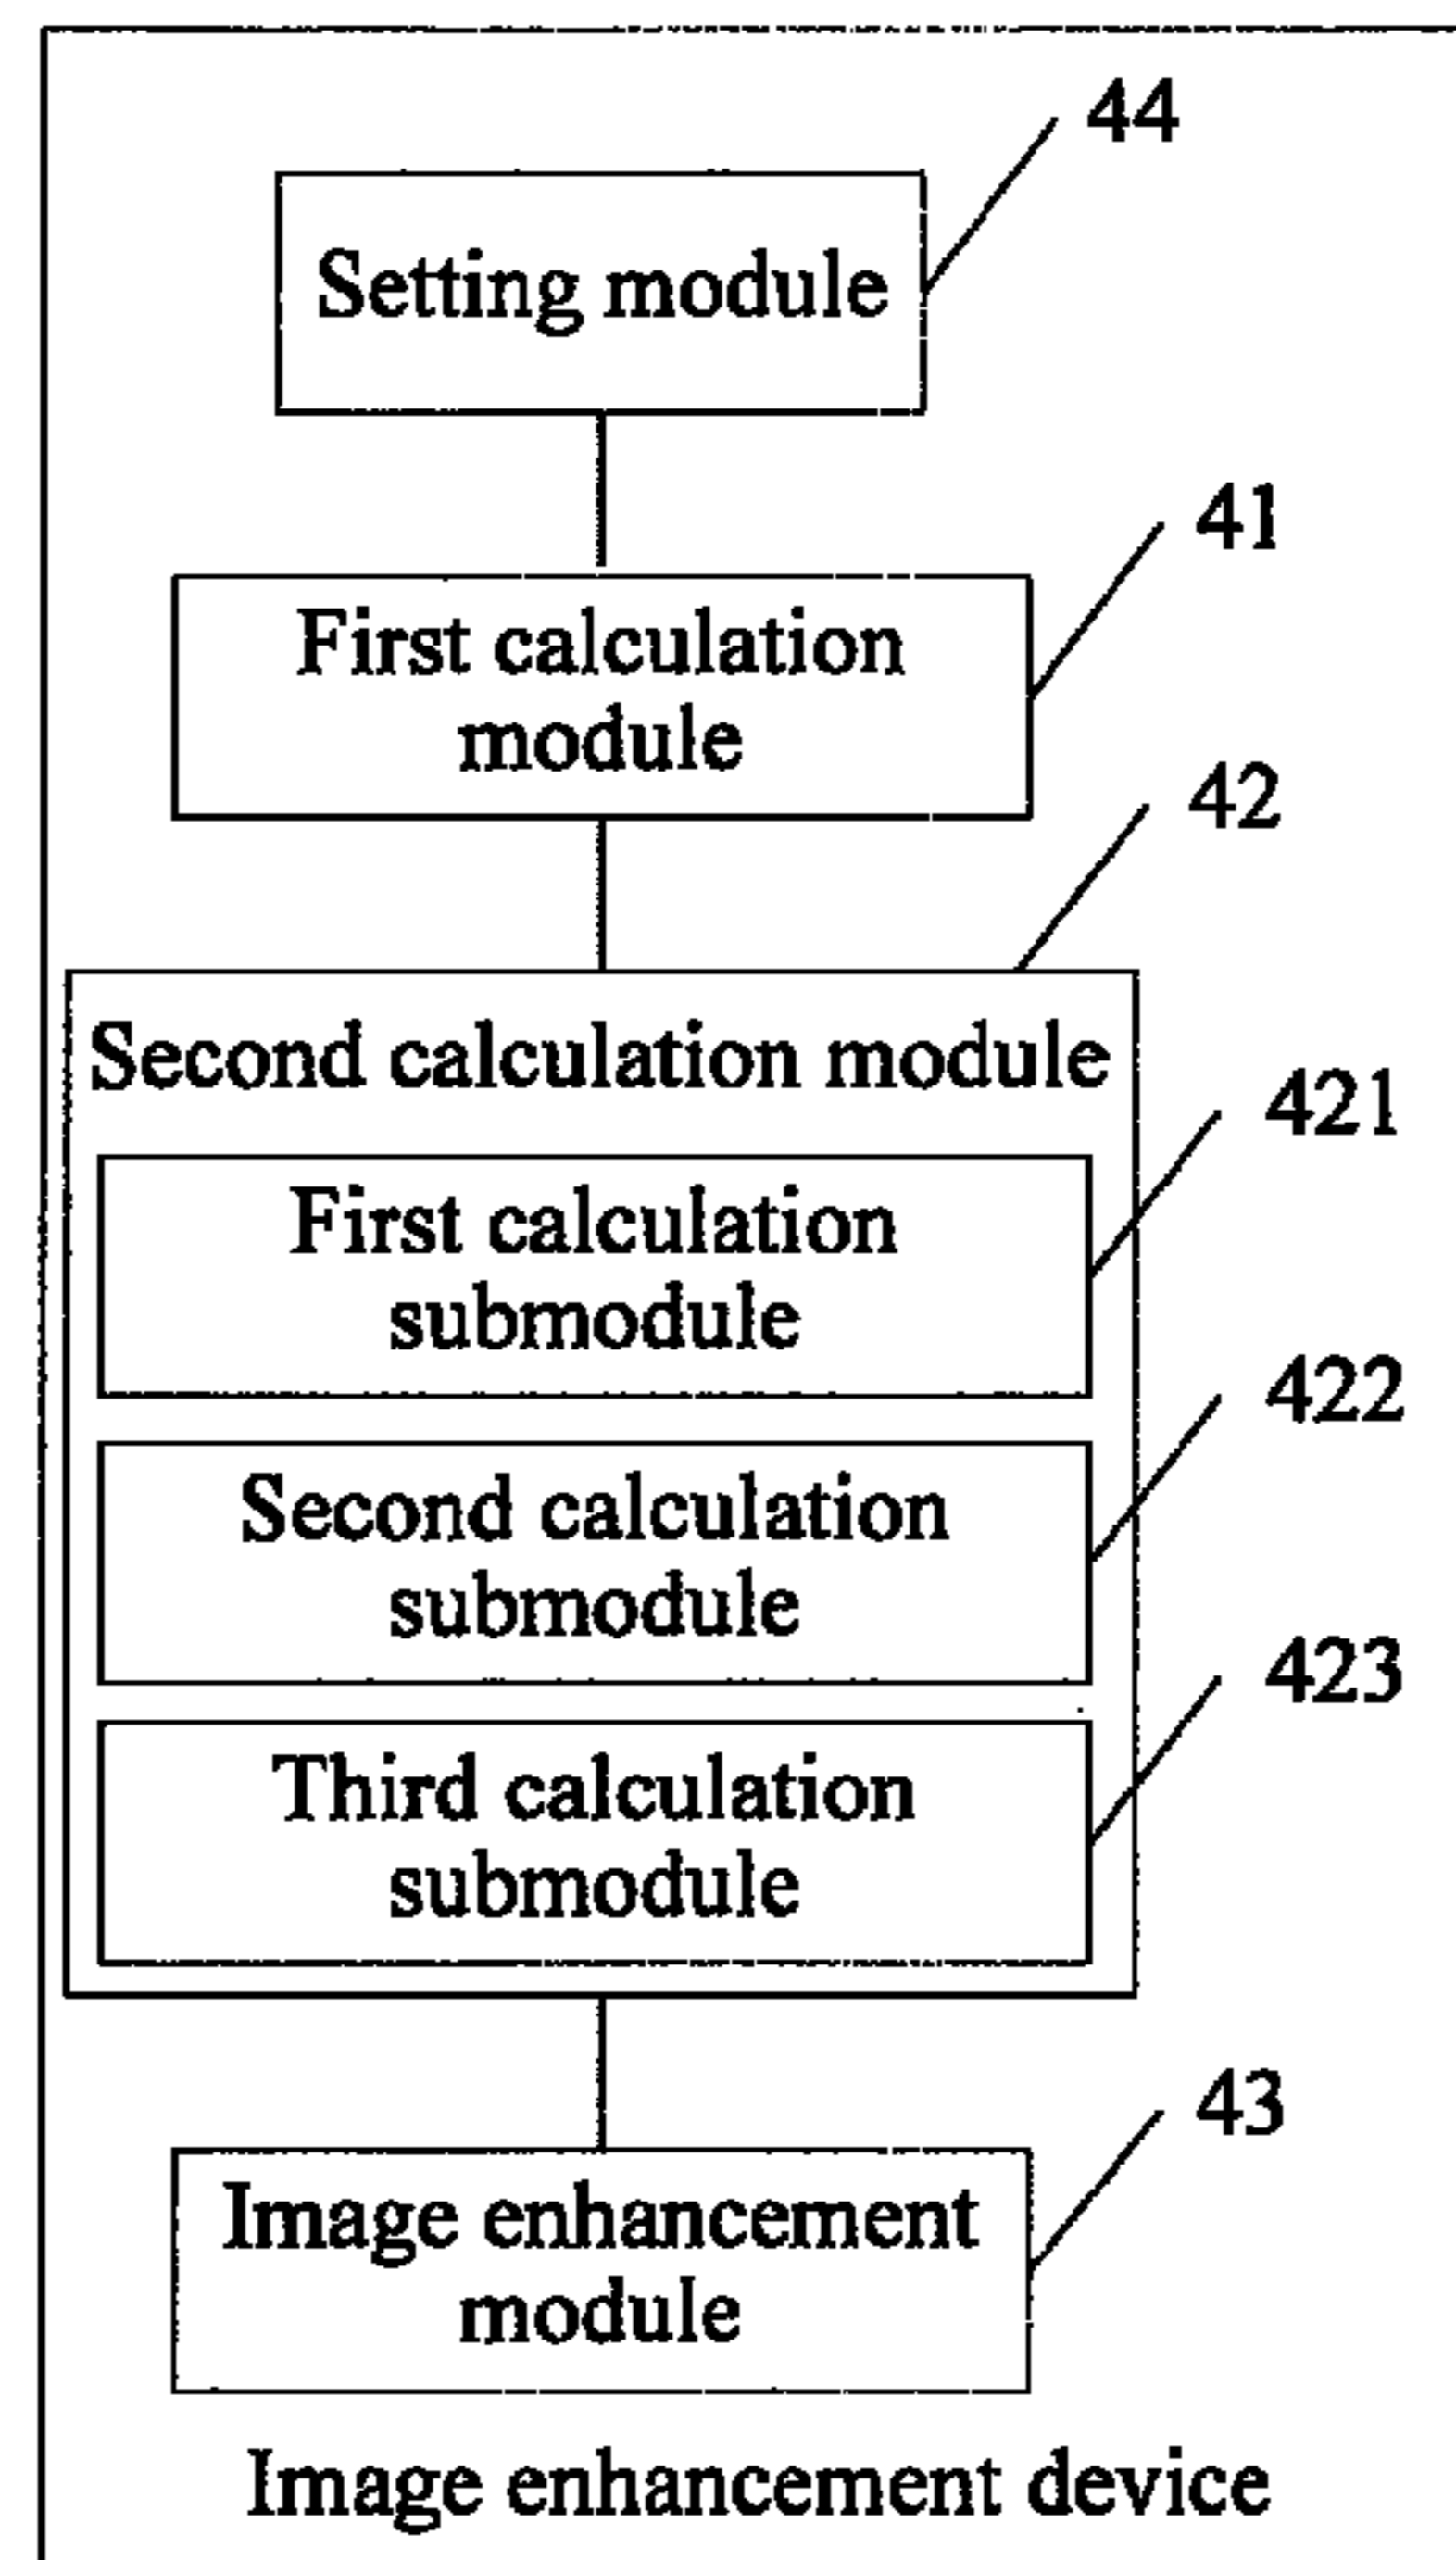 44
Setting module
41
First calculation
module
42
Second calculation module
421
First calculation
submodule
422
Second calculation
submodule
423
Third calculation
submodule
43
Image enhancement
module
Image enhancement device